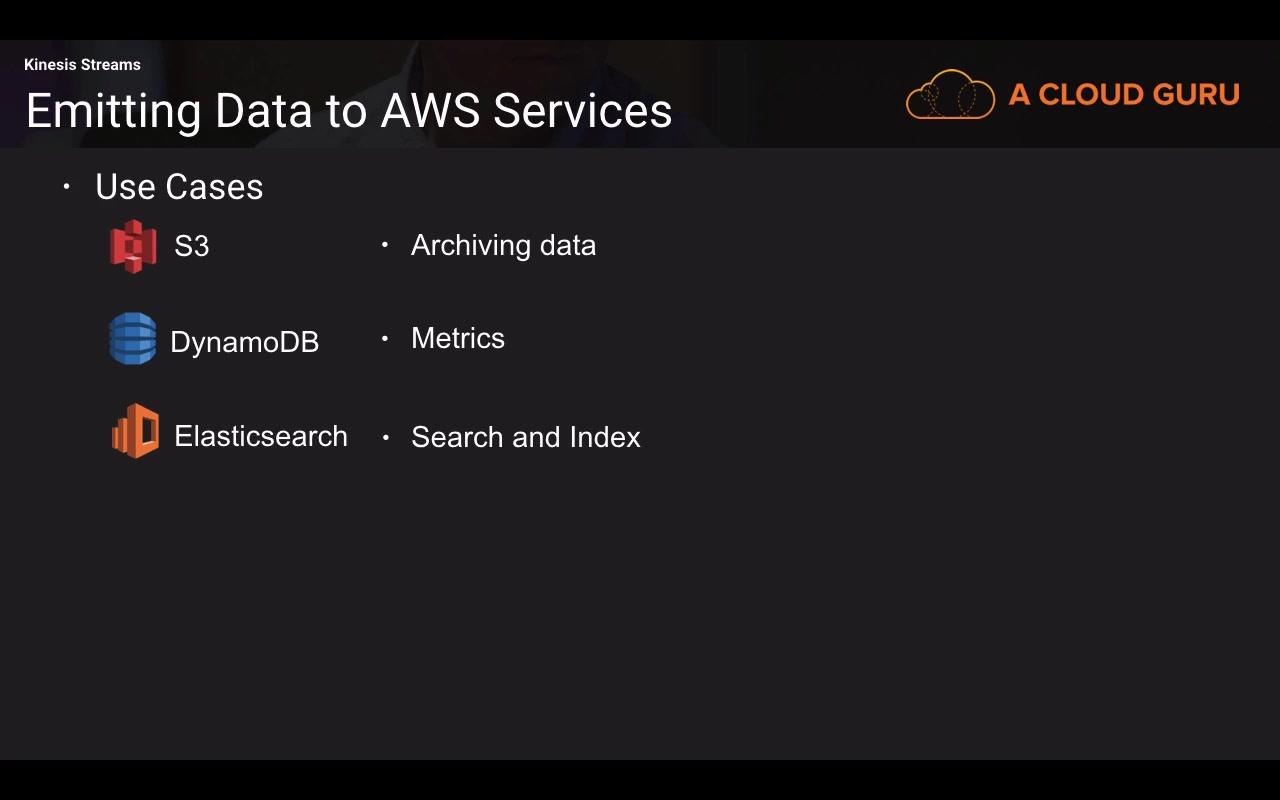 Kinesis Streams
Emitting Data to AWS Services
A CLOUD GURU
• Use Cases
S3 • Archiving data
DynamoDB • Metrics
Elasticsearch • Search and Index